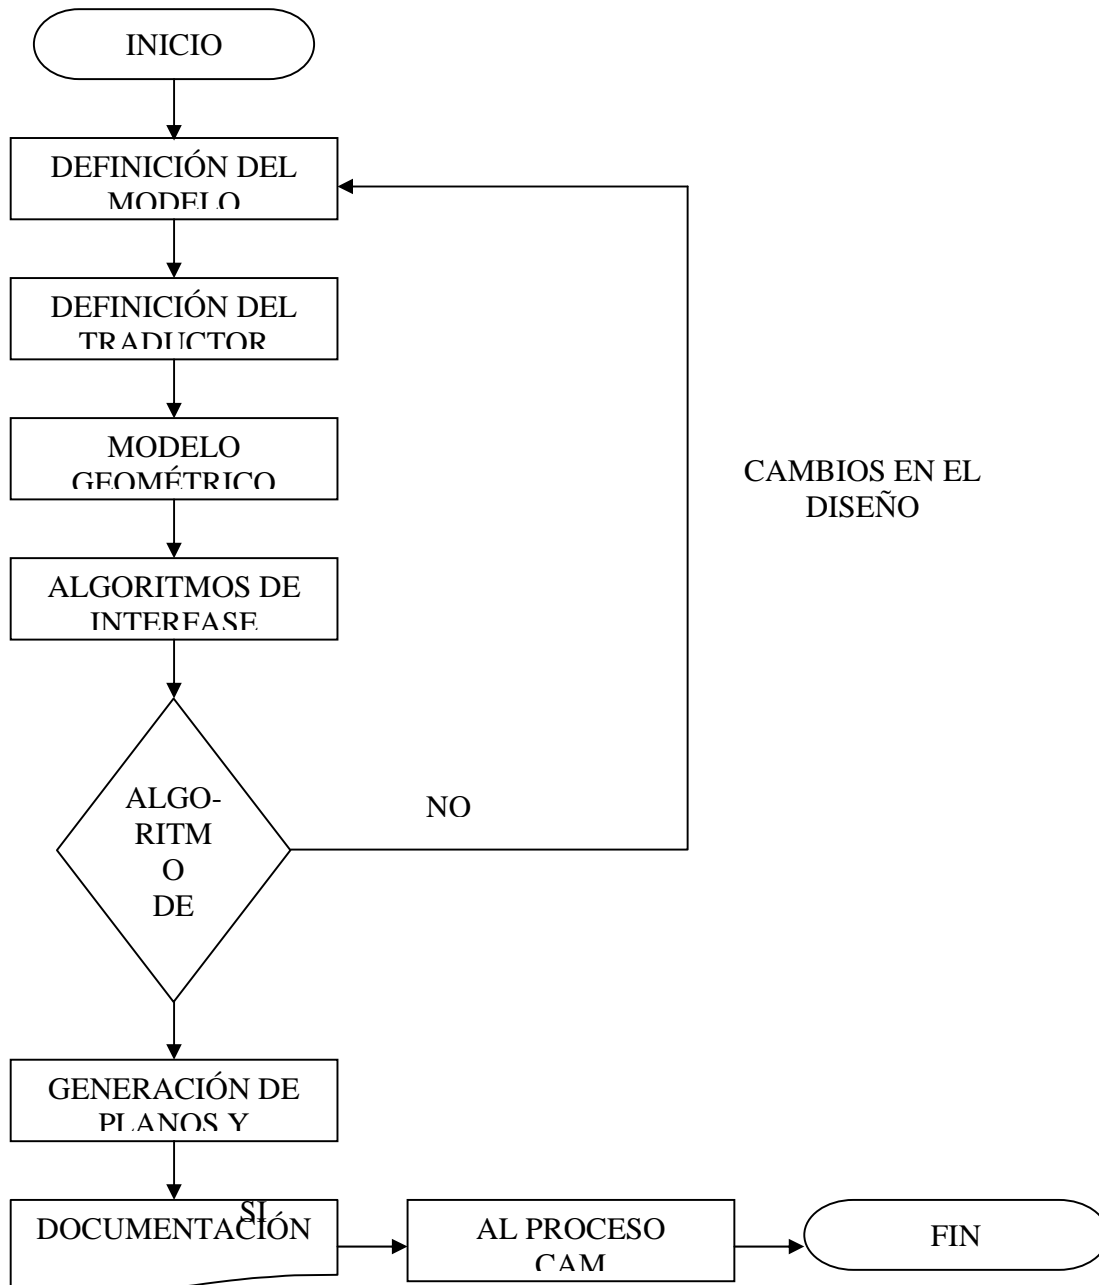 INICIO
DEFINICIÓN DEL
MODELO
DEFINICIÓN DEL
TRADUCTOR
MODELO
GEOMÉTRICO
CAMBIOS EN EL
DISEÑO
ALGORITMOS DE
INTERFASE
ALGO-
RITM
O
DE
NO
GENERACIÓN DE
PLANOS Y
SI
DOCUMENTACIÓN
AL PROCESO
CAM
FIN